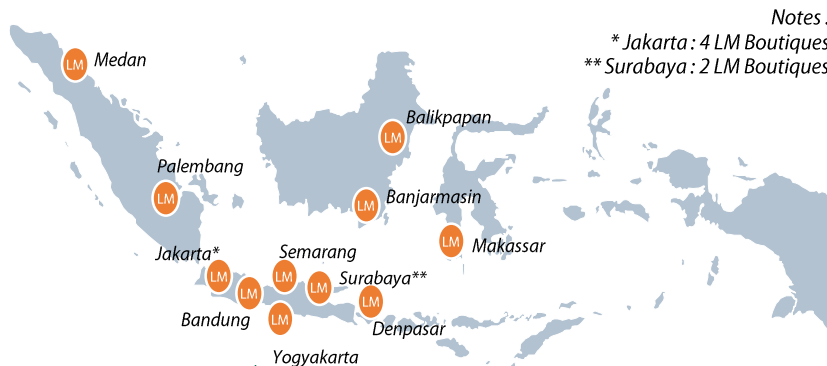 Notes :
* Jakarta : 4 LM Boutiques
** Surabaya : 2 LM Boutiques
LM Medan
Balikpapan
LM
Palembang
LM
Banjarmasin
LM
LM Makassar
Jakarta*
LM
Semarang
LM
Surabaya**
LM
LM
Bandung
LM
Denpasar
LM
Yogyakarta